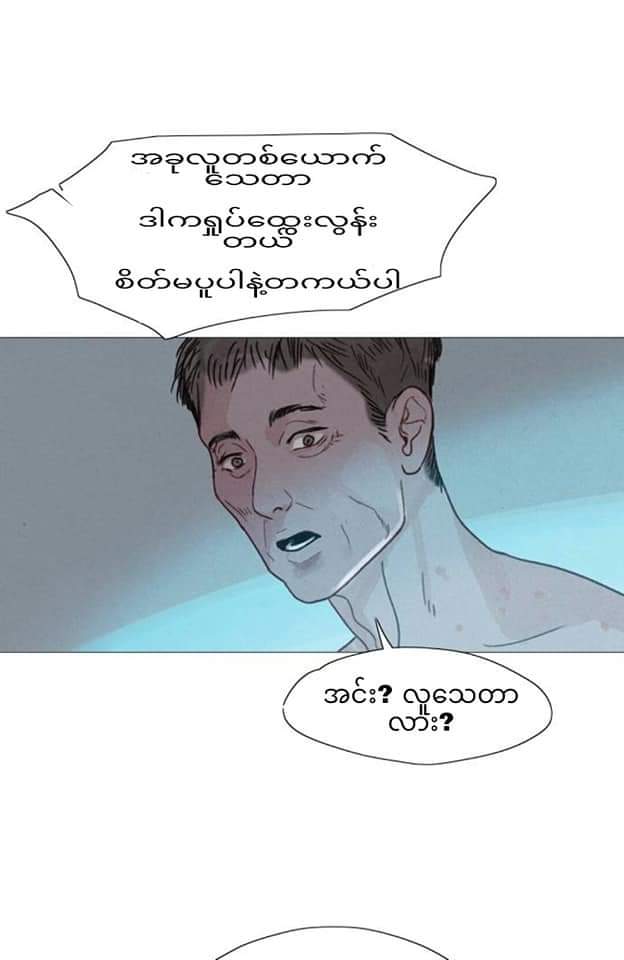 အခုလူတစ်ယောက်
သေတာ
ဒါကရှုပ်ထွေးလွန်း
တယ်
စိတ်မပူပါနဲ့တကယ်ပါ
အင်း? လူသေတာ
လား?